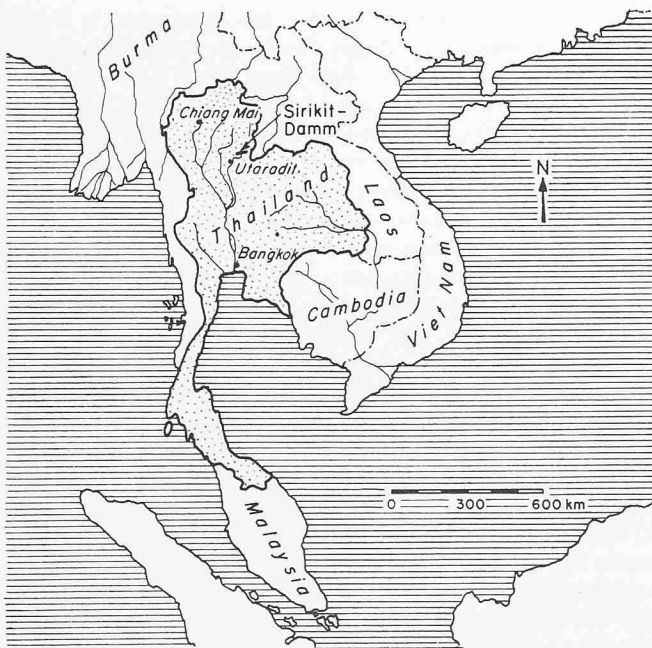 Burma
Chiang Mai
Sirikit-
Damm
Utaradit
Thailand
Laos
N
Bangkok
Cambodia
Viet Nam
0 300 600 km
Malaysia